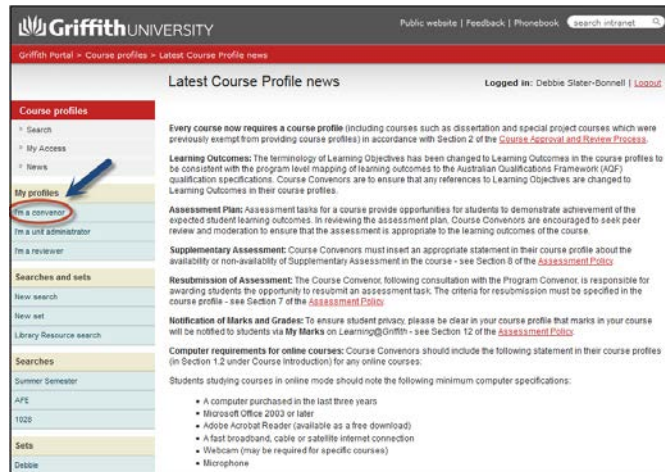 Griffith UNIVERSITY
Public website | Feedback | Phonebook
search intranet
Griffith Portal > Course profiles > Latest Course Profile news
Latest Course Profile news
Logged in: Debbie Slater-Bonnell | Logout
Course profiles
Search
My Access
News
My profiles
I'm a convenor
I'm a unit administrator
I'm a reviewer
Searches and sets
New search
New set
Library Resource search
Searches
Summer Semester
AFE
1028
Sets
Debbie
Every course now requires a course profile (including courses such as dissertation and special project courses which were
previously exempt from providing course profiles) in accordance with Section 2 of the Course Approval and Review Process.
Learning Outcomes: The terminology of Learning Objectives has been changed to Learning Outcomes in the course profiles to
be consistent with the program level mapping of learning outcomes to the Australian Qualifications Framework (AQF)
qualification specifications. Course Convenors are to ensure that any references to Learning Objectives are changed to
Learning Outcomes in their course profiles.
Assessment Plan: Assessment tasks for a course provide opportunities for students to demonstrate achievement of the
expected student learning outcomes. In reviewing the assessment plan, Course Convenors are encouraged to seek peer
review and moderation to ensure that the assessment is appropriate to the learning outcomes of the course.
Supplementary Assessment: Course Convenors must insert an appropriate statement in their course profile about the
availability or non-availability of Supplementary Assessment in the course - see Section 8 of the Assessment Policy.
Resubmission of Assessment: The Course Convenor, following consultation with the Program Convenor, is responsible for
awarding students the opportunity to resubmit an assessment task. The criteria for resubmission must be specified in the
course profile - see Section 7 of the Assessment Policy.
Notification of Marks and Grades: To ensure student privacy, please be clear in your course profile that marks in your course
will be notified to students via My Marks on Learning@Griffith - see Section 12 of the Assessment Policy.
Computer requirements for online courses: Course Convenors should include the following statement in their course profiles
(in Section 1.2 under Course Introduction) for any online courses:
Students studying courses in online mode should note the following minimum computer specifications:
A computer purchased in the last three years
Microsoft Office 2003 or later
Adobe Acrobat Reader (available as a free download)
A fast broadband, cable or satellite internet connection
Webcam (may be required for specific courses)
Microphone